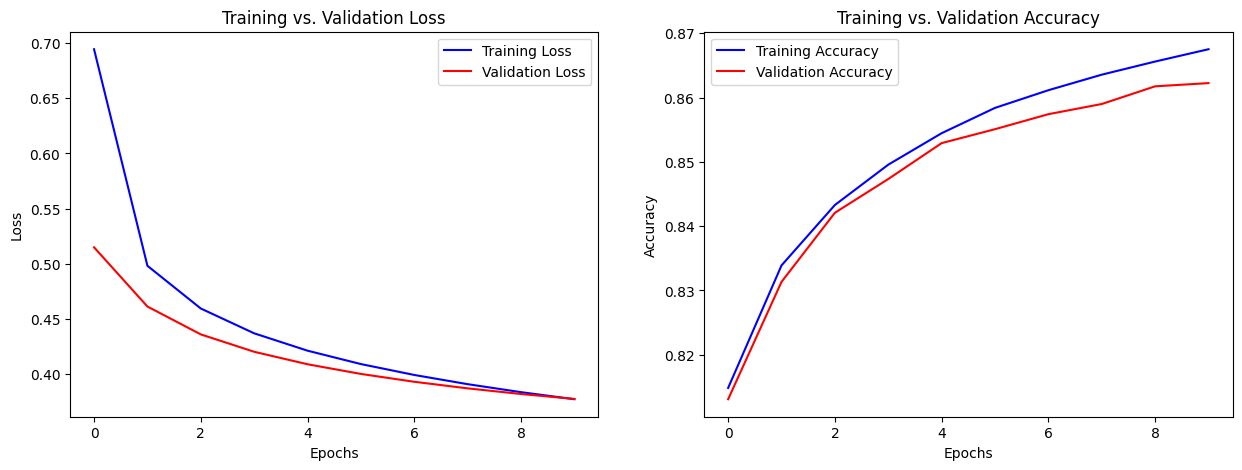 Training vs. Validation Loss
Training Loss
Validation Loss
0.70
0.65
0.60
0.55
0.50
0.45
0.40
Loss
0 2 4 6 8
Epochs
Training vs. Validation Accuracy
Training Accuracy
Validation Accuracy
0.87
0.86
0.85
0.84
0.83
0.82
Accuracy
0 2 4 6 8
Epochs